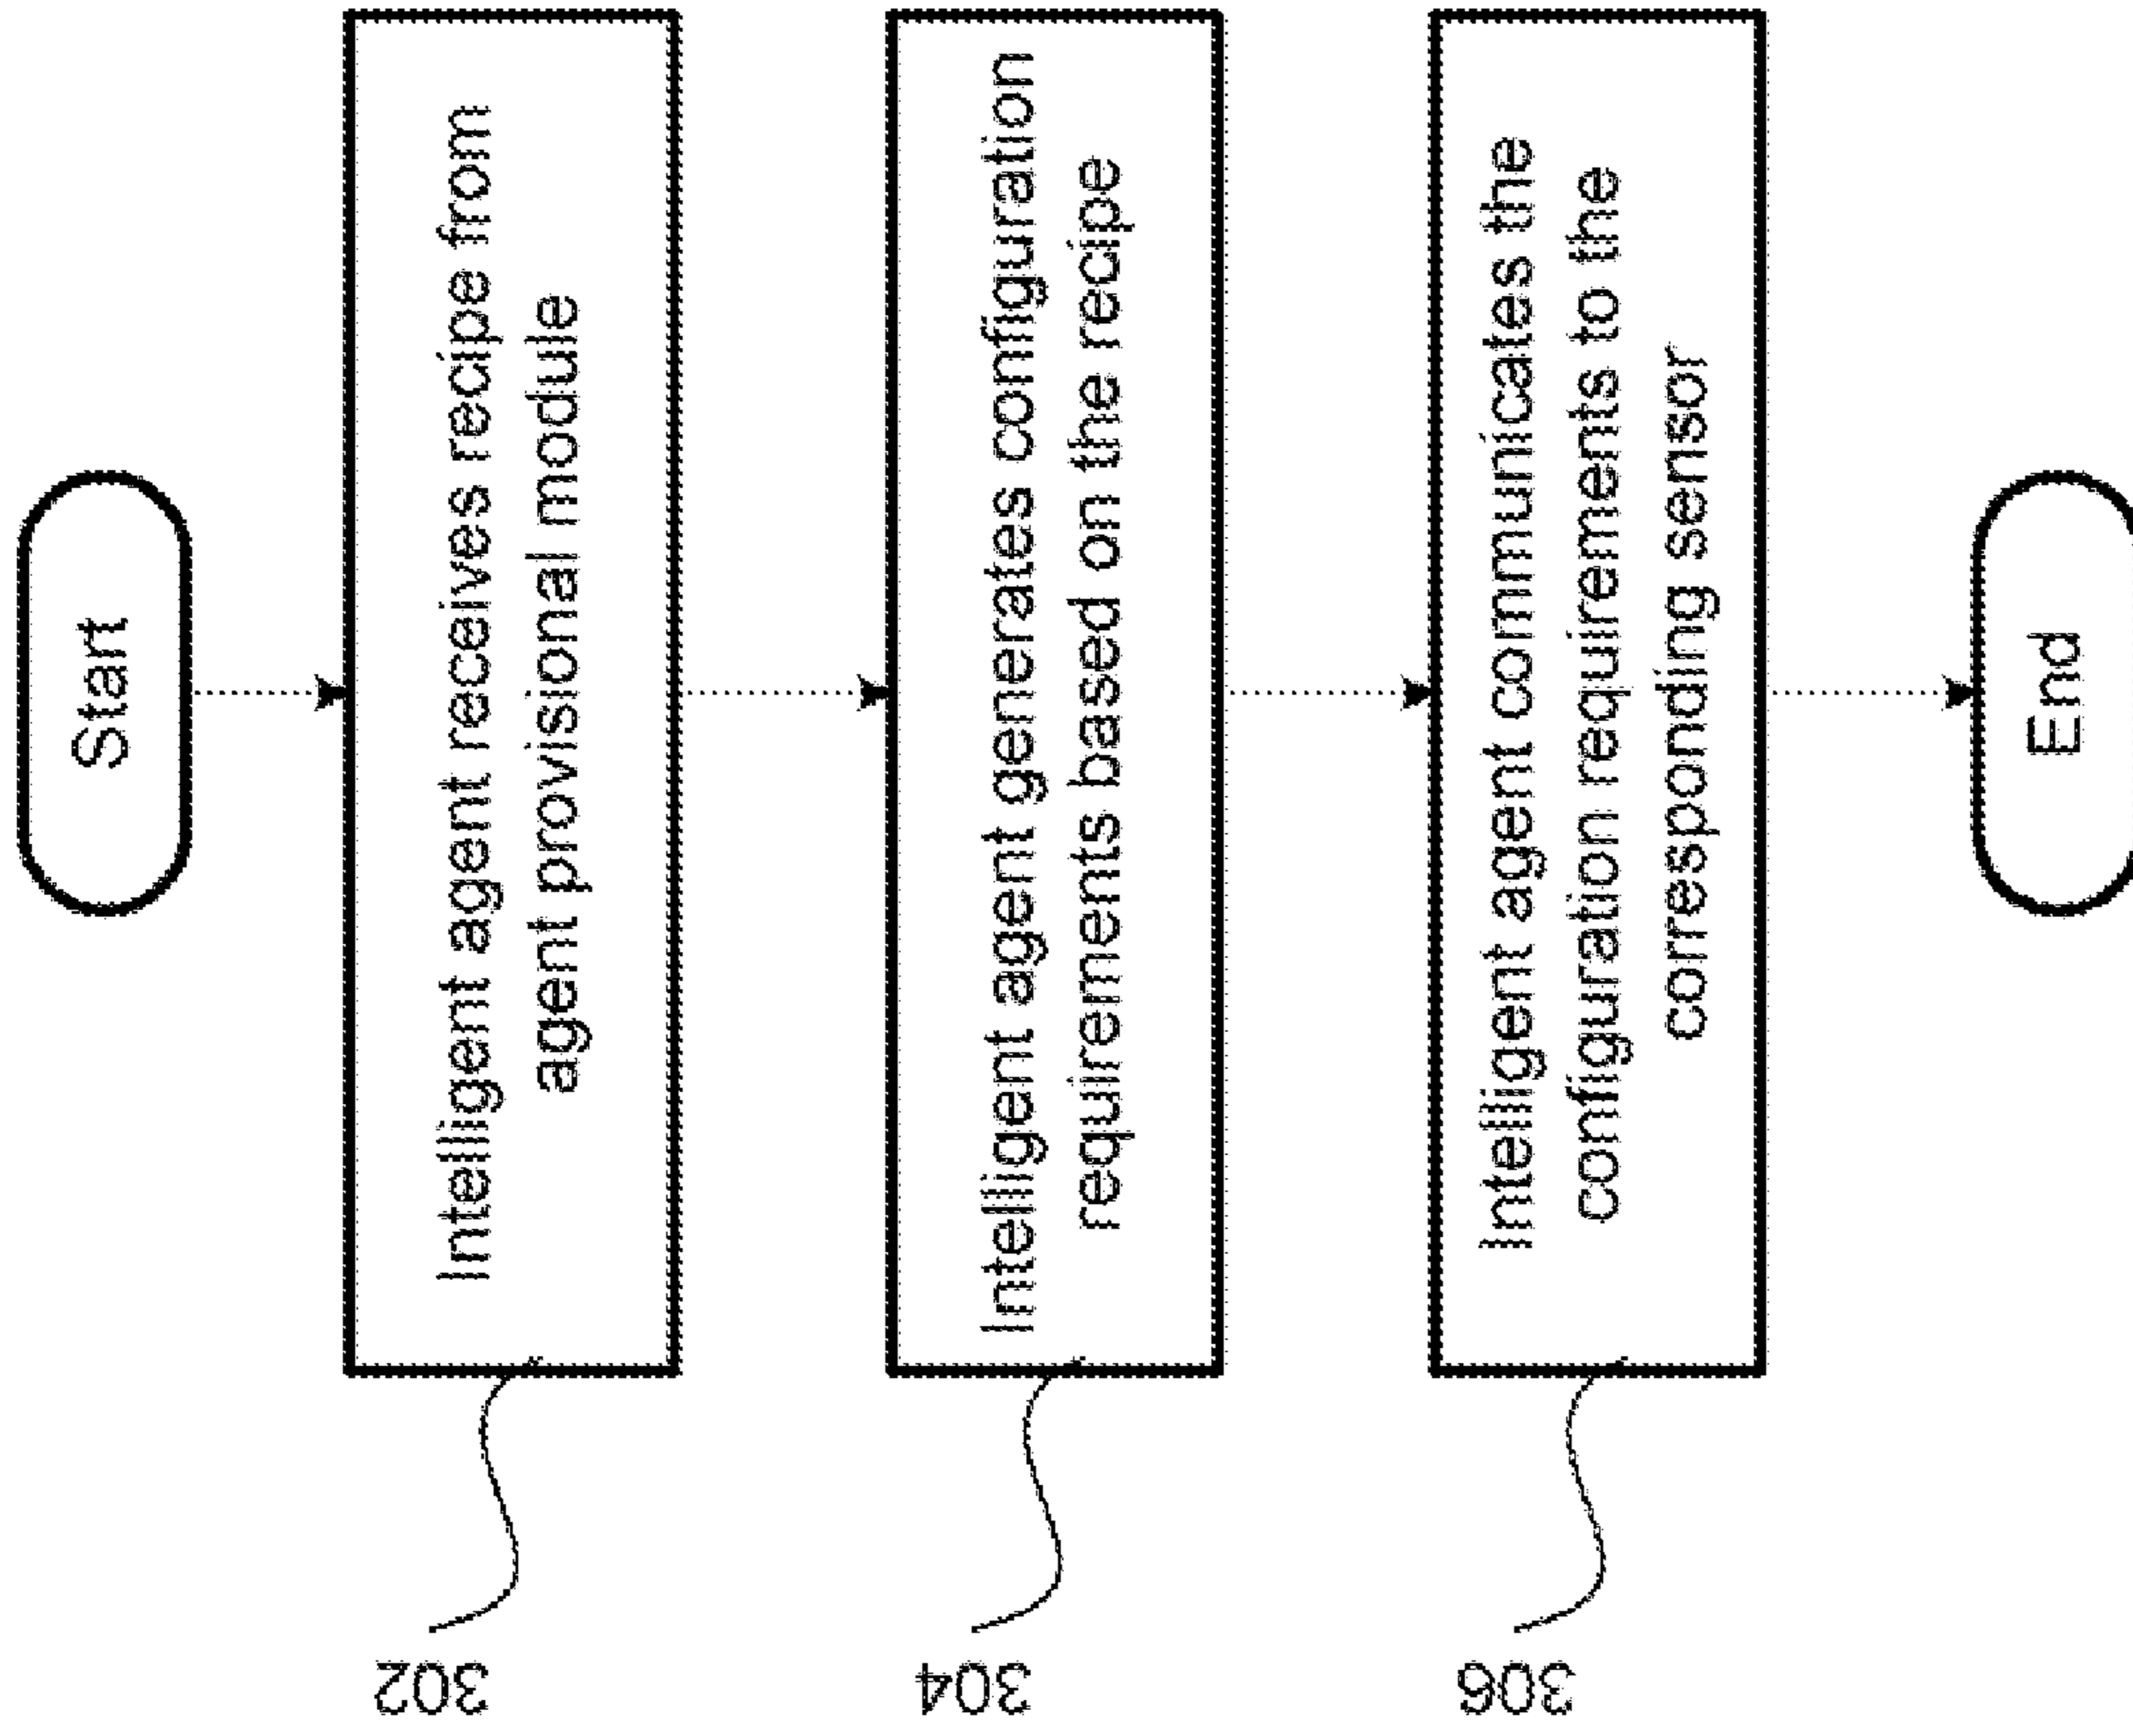 Start
302
Intelligent agent receives recipe from
agent provisional module
304
Intelligent agent generates configuration
requirements based on the recipe
306
Intelligent agent communicates the
configuration requirements to the
corresponding sensor
End